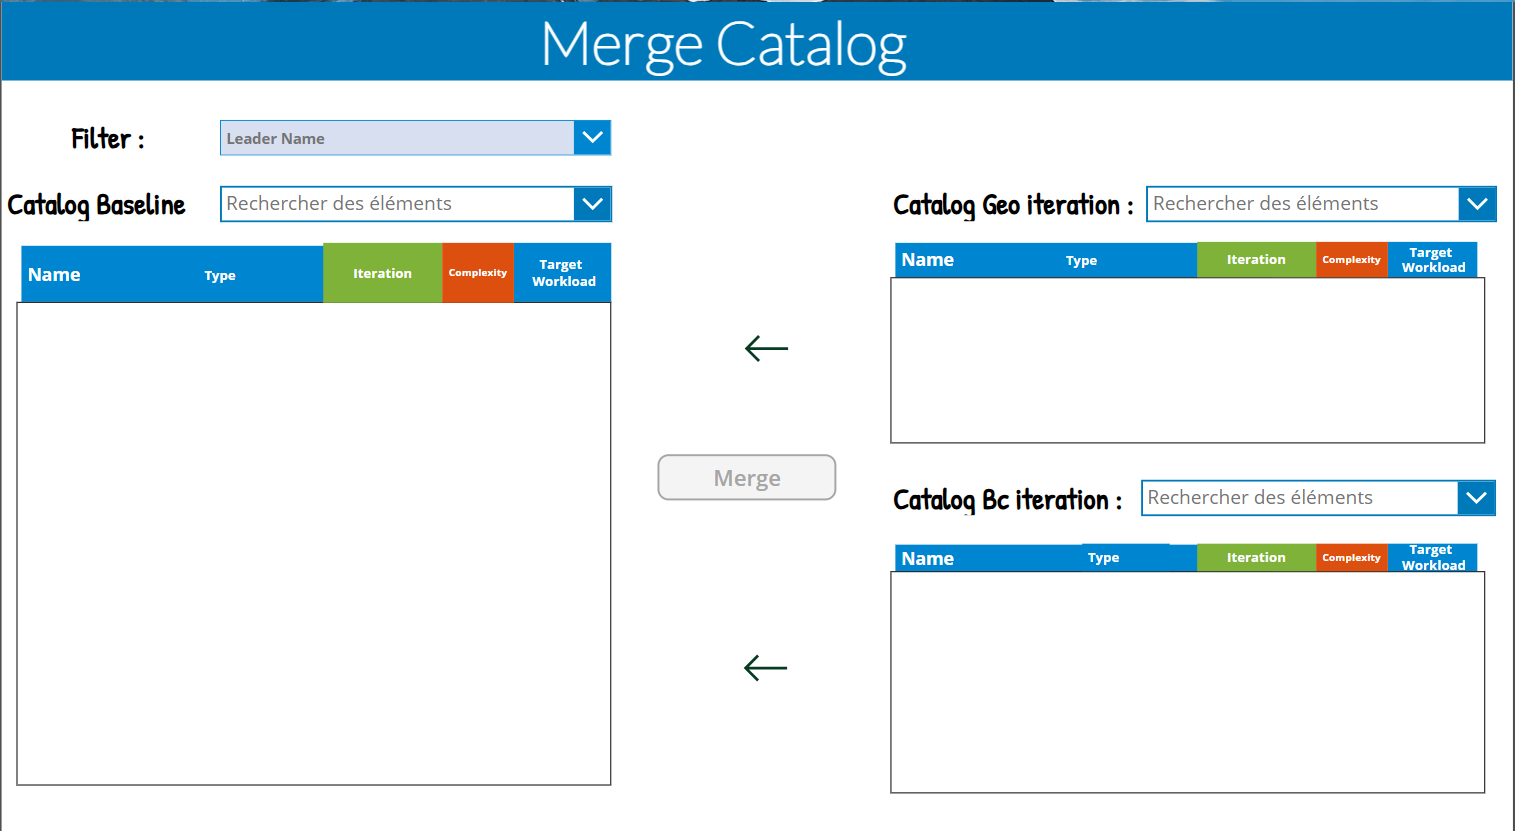 Merge Catalog
Filter :
Leader Name
Catalog Baseline
Rechercher des éléments
Name
Type
Iteration
Complexity
Target
Workload
Catalog Geo iteration :
Rechercher des éléments
Name
Type
Iteration
Complexity
Target
Workload
Merge
Catalog Bc iteration :
Rechercher des éléments
Name
Type
Iteration
Complexity
Target
Workload